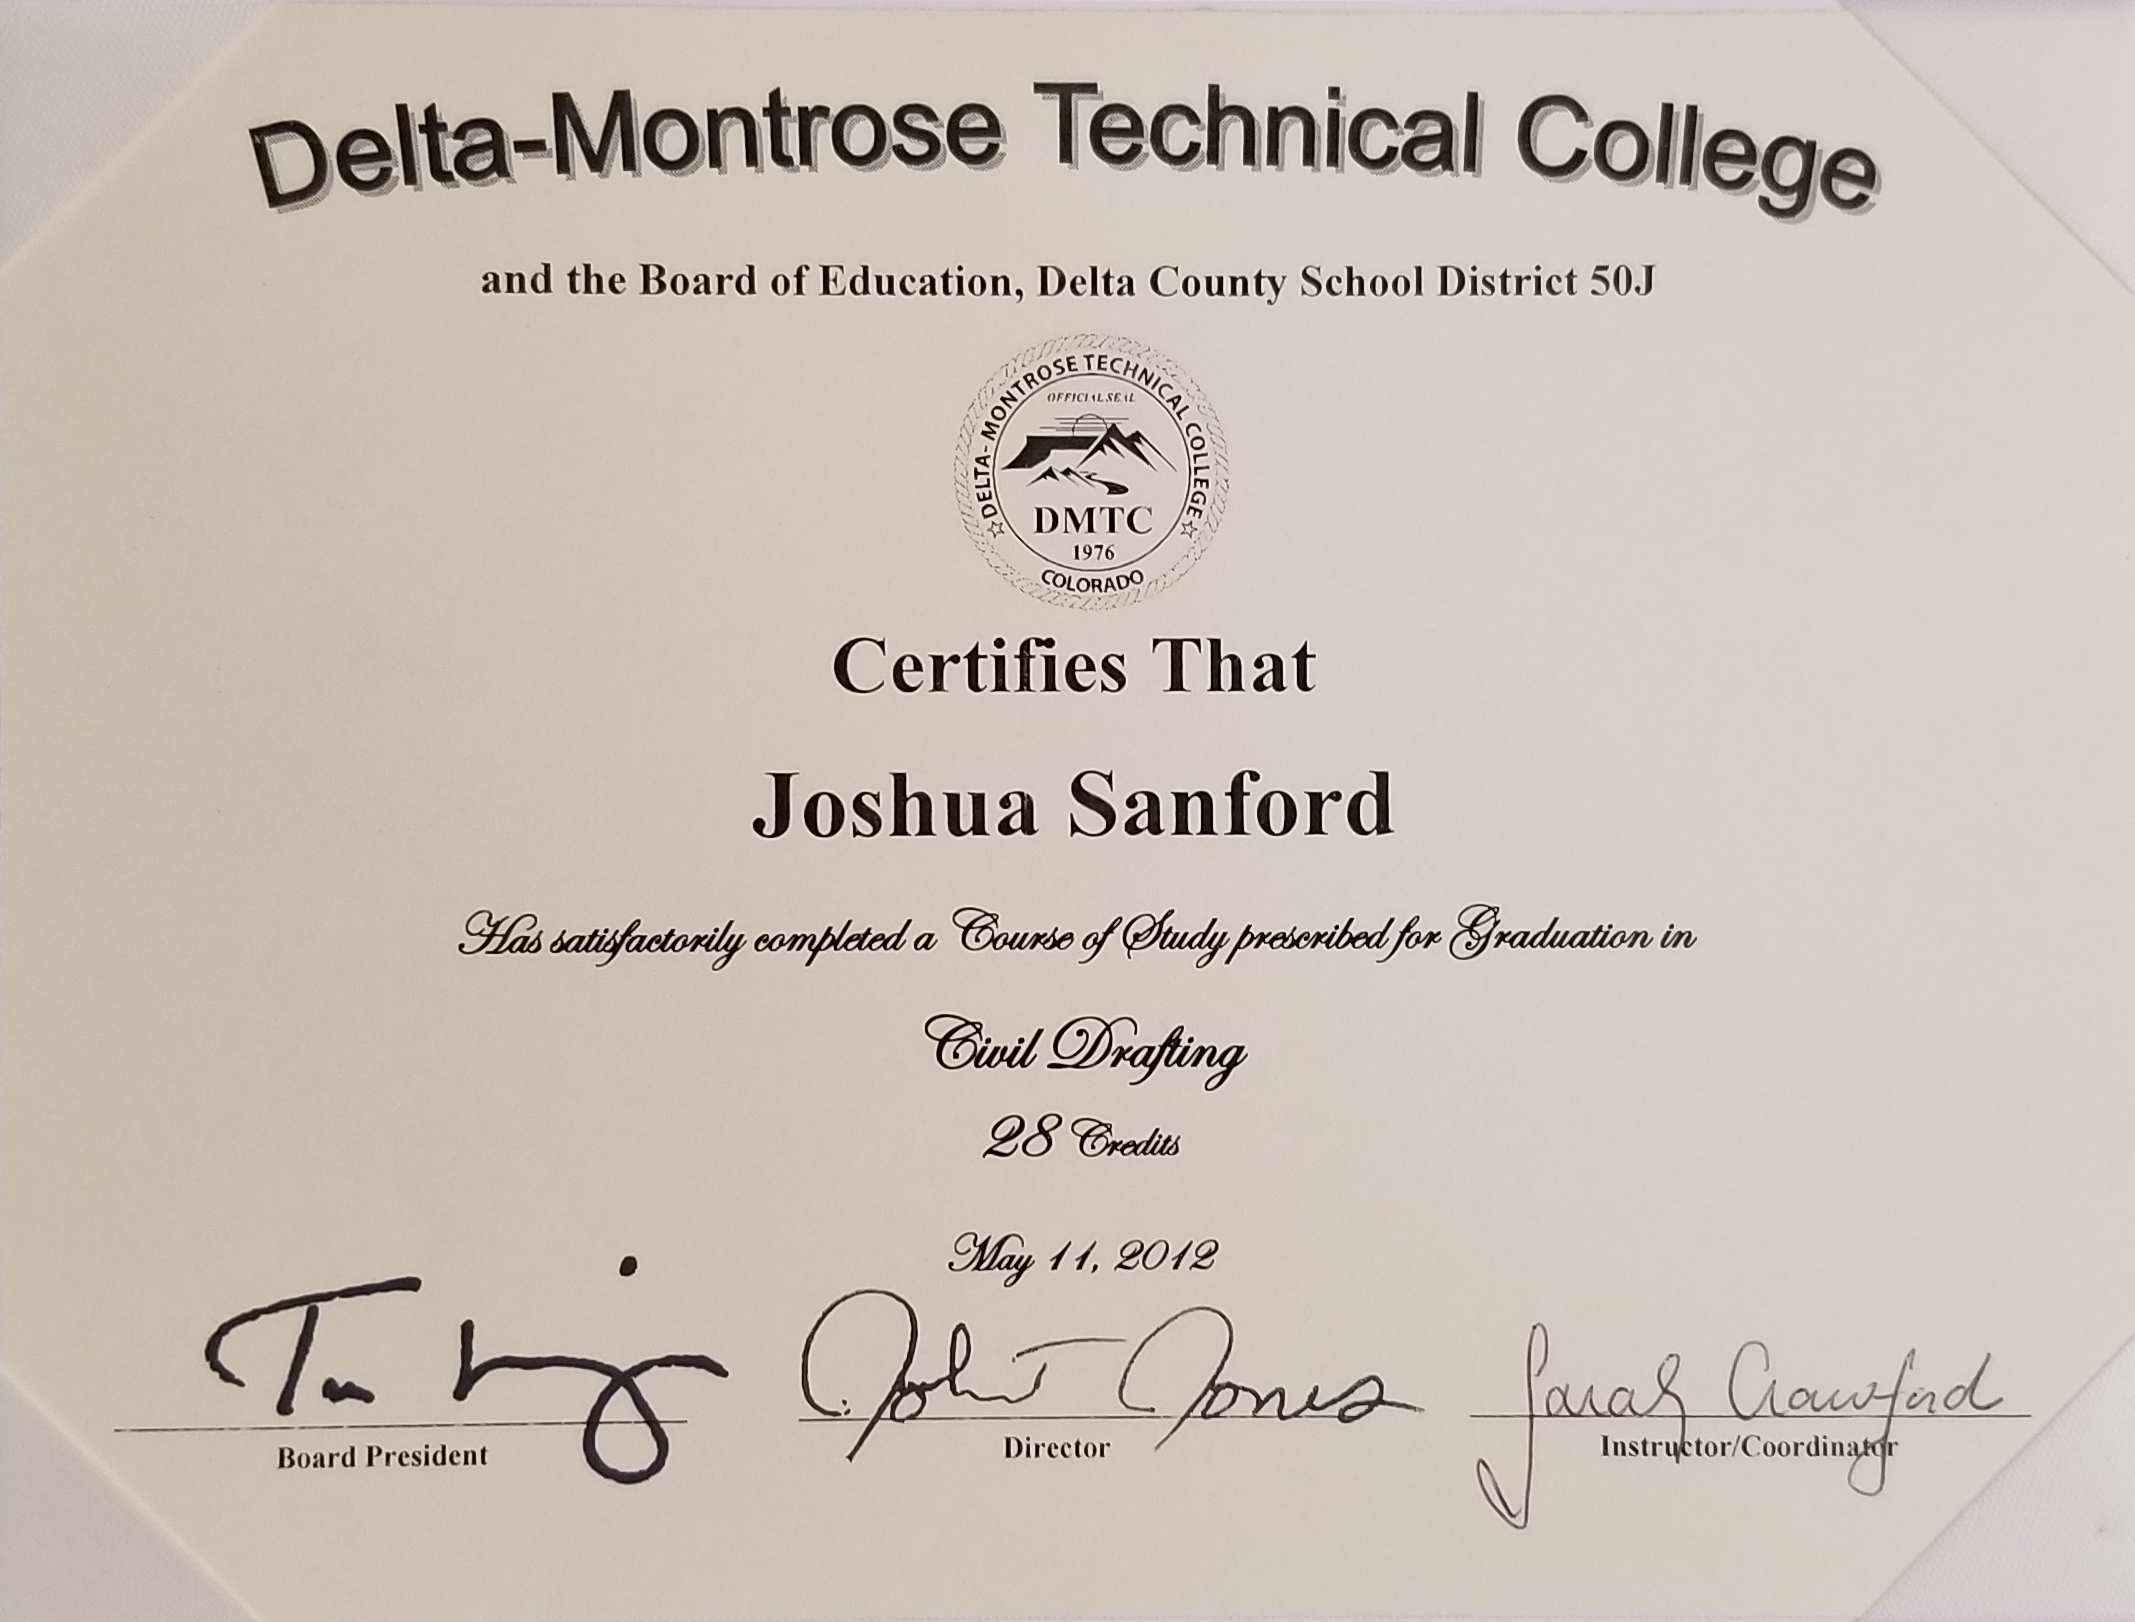 Delta-Montrose Technical College
and the Board of Education, Delta County School District 50J
DELTA- MONTROSE TECHNICAL COLLEGE
OFFICIAL SEAL
DMTC
1976
COLORADO
Certifies That
Joshua Sanford
Has satisfactorily completed a Course of Study prescribed for Graduation in
Civil Drafting
28 Credits
May 11, 2012
John T Jones Sarah Crawford
Board President Director Instructor/Coordinator